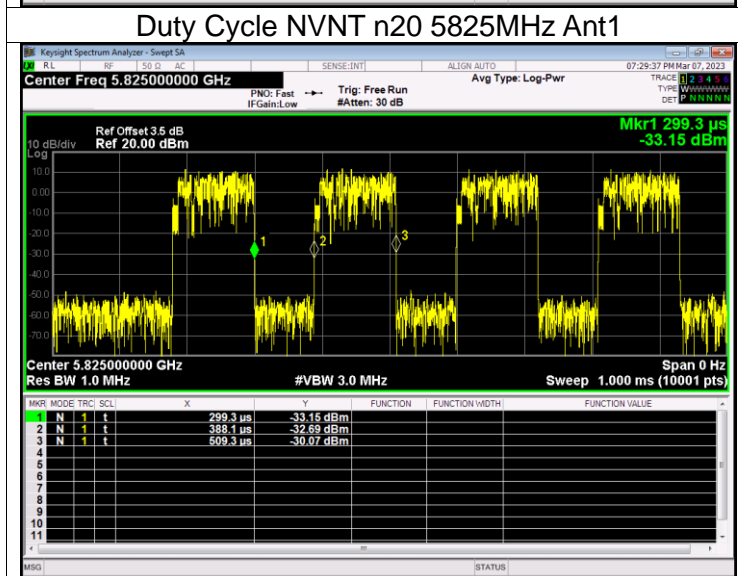 Duty Cycle NVNT n20 5825MHz Ant1
Keysight Spectrum Analyzer - Swept SA
RL RF 50 Ω AC SENSE:INT ALIGN AUTO 07:29:37 PM Mar 07, 2023
Center Freq 5.825000000 GHz Avg Type: Log-Pwr TRACE 1 2 3 4 5 6
PNO: Fast Trig: Free Run TYPE WWWWWW
IFGain:Low #Atten: 30 dB DET P N N N N N
Mkr1 299.3 µs
Ref Offset 3.5 dB
10 dB/div Ref 20.00 dBm -33.15 dBm
Log
10.0
0.00
-10.0
-20.0
1 2 3
-30.0
-40.0
-50.0
-60.0
-70.0
Center 5.825000000 GHz Span 0 Hz
Res BW 1.0 MHz #VBW 3.0 MHz Sweep 1.000 ms (10001 pts)
MKR MODE TRC SCL X Y FUNCTION FUNCTION WIDTH FUNCTION VALUE
1 N 1 t 299.3 µs -33.15 dBm
2 N 1 t 388.1 µs -32.69 dBm
3 N 1 t 509.3 µs -30.07 dBm
4
5
6
7
8
9
10
11
MSG STATUS